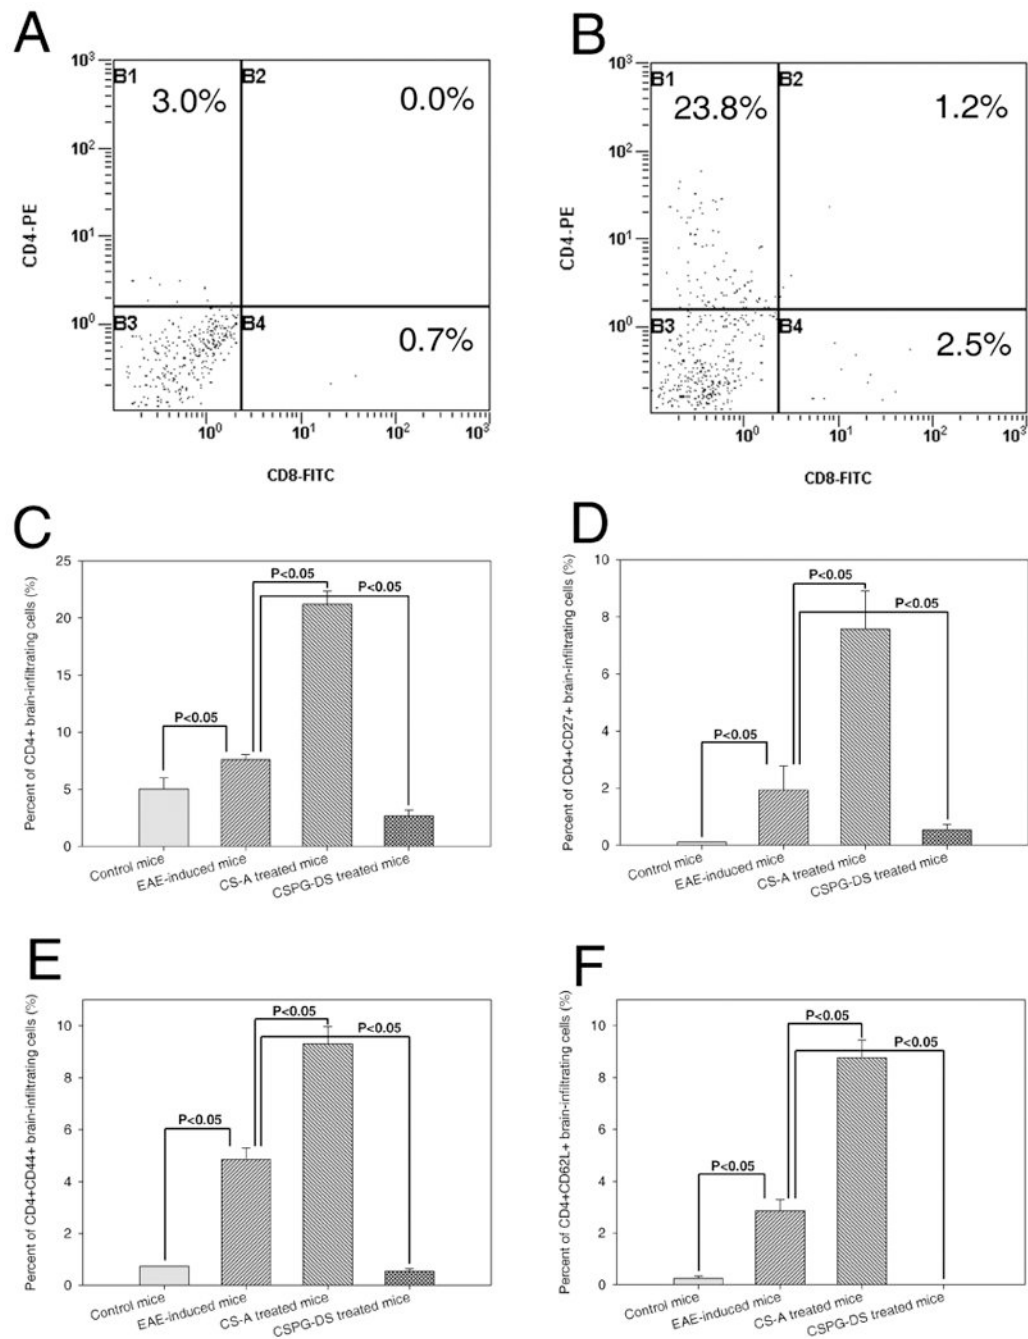 A
10³
B1
B2
3.0%
0.0%
10²
CD4-PE
10¹
10⁰
B3
B4
0.7%
10⁰
10¹
10²
10³
CD8-FITC
B
10³
B1
B2
23.8%
1.2%
10²
CD4-PE
10¹
10⁰
B3
B4
2.5%
10⁰
10¹
10²
10³
CD8-FITC
C
Percent of CD4+ brain-infiltrating cells (%)
25
20
15
10
5
0
P<0.05
P<0.05
P<0.05
Control mice
EAE-induced mice
CS-A treated mice
CSPG-DS treated mice
D
Percent of CD4+CD27+ brain-infiltrating cells (%)
10
8
6
4
2
0
P<0.05
P<0.05
P<0.05
Control mice
EAE-induced mice
CS-A treated mice
CSPG-DS treated mice
E
Percent of CD4+CD44+ brain-infiltrating cells (%)
10
8
6
4
2
0
P<0.05
P<0.05
P<0.05
Control mice
EAE-induced mice
CS-A treated mice
CSPG-DS treated mice
F
Percent of CD4+CD62L+ brain-infiltrating cells (%)
10
8
6
4
2
0
P<0.05
P<0.05
P<0.05
Control mice
EAE-induced mice
CS-A treated mice
CSPG-DS treated mice